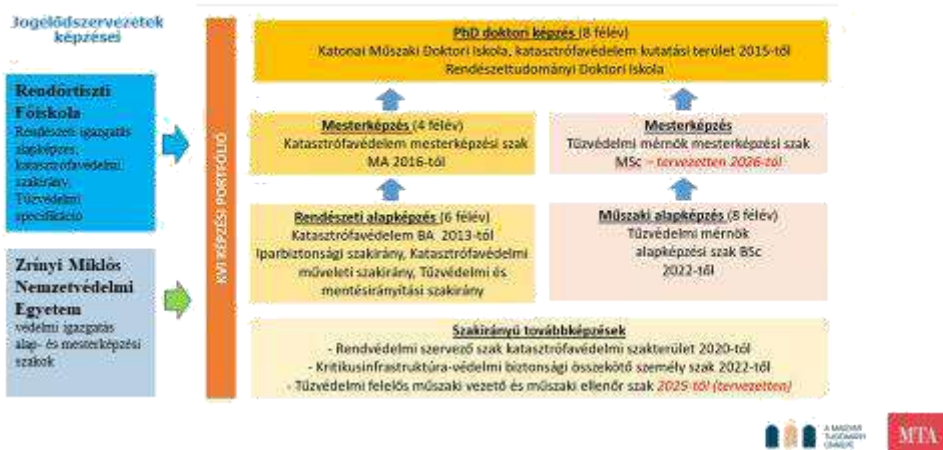 Jogelődszervezetek
képzései
Rendőrtiszti
Főiskola
Rendészeti igazgatás
alapképzés,
katasztrófavédelmi
szakirány,
Tűzvédelmi
specifikáció
Zrínyi Miklós
Nemzetvédelmi
Egyetem
védelmi igazgatás
alap- és mesterképzési
szakok
KVI KÉPZÉSI PORTFÓLIÓ
PhD doktori képzés (8 félév)
Katonai Műszaki Doktori Iskola, katasztrófavédelem kutatási terület 2015-től
Rendészettudományi Doktori Iskola
Mesterképzés (4 félév)
Katasztrófavédelem mesterképzési szak
MA 2016-tól
Mesterképzés
Tűzvédelmi mérnök mesterképzési szak
MSc – tervezetten 2026-tól
Rendészeti alapképzés (6 félév)
Katasztrófavédelem BA 2013-tól
Iparbiztonsági szakirány, Katasztrófavédelmi
műveleti szakirány, Tűzvédelmi és
mentésirányítási szakirány
Műszaki alapképzés (8 félév)
Tűzvédelmi mérnök
alapképzési szak BSc
2022-től
Szakirányú továbbképzések
- Rendvédelmi szervező szak katasztrófavédelmi szakterület 2020-tól
- Kritikusinfrastruktúra-védelmi biztonsági összekötő személy szak 2022-től
- Tűzvédelmi felelős műszaki vezető és műszaki ellenőr szak 2025-től (tervezetten)
A MAGYAR
TUDOMÁNY
ÜNNEPE
MTA